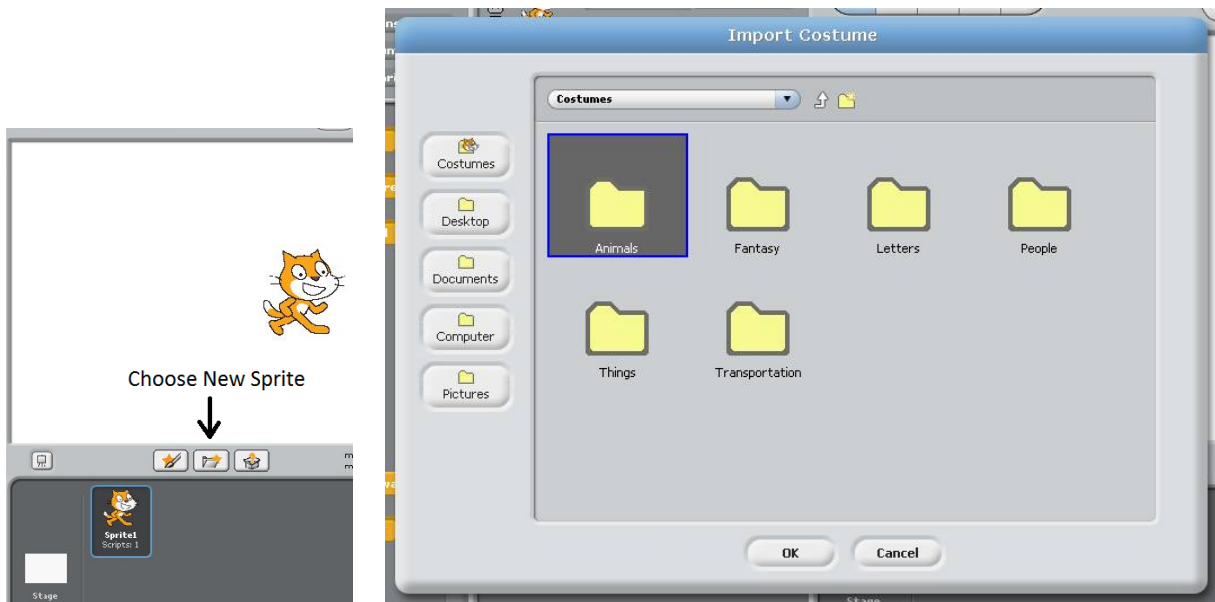 Choose New Sprite
Sprite1
Scripts: 1
Stage
Import Costume
Costumes
Costumes
Desktop
Documents
Computer
Pictures
Animals
Fantasy
Letters
People
Things
Transportation
OK
Cancel
Stage